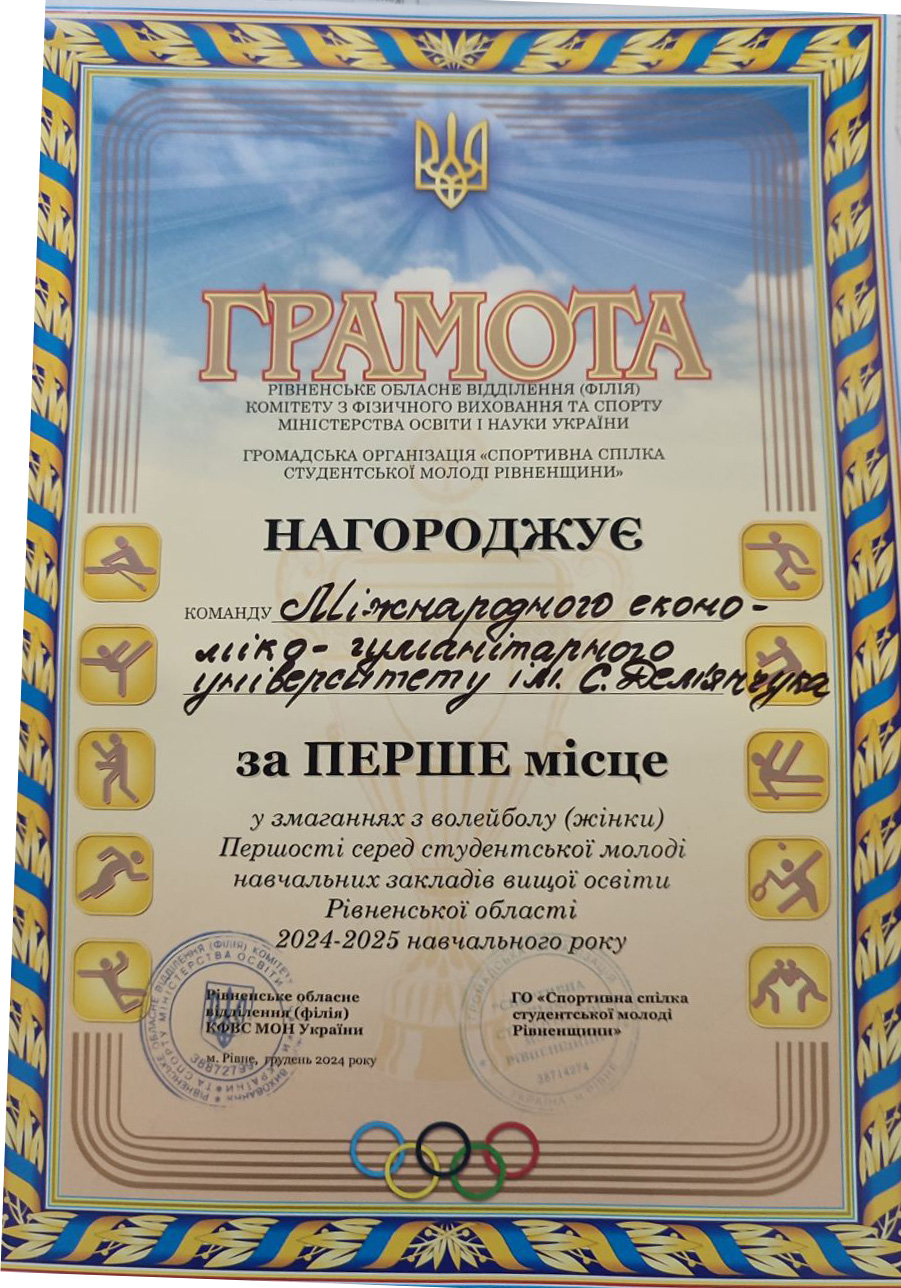 ГРАМОТА
РІВНЕНСЬКЕ ОБЛАСНЕ ВІДДІЛЕННЯ (ФІЛІЯ)
КОМІТЕТУ З ФІЗИЧНОГО ВИХОВАННЯ ТА СПОРТУ
МІНІСТЕРСТВА ОСВІТИ І НАУКИ УКРАЇНИ
ГРОМАДСЬКА ОРГАНІЗАЦІЯ «СПОРТИВНА СПІЛКА
СТУДЕНТСЬКОЇ МОЛОДІ РІВНЕНЩИНИ»
НАГОРОДЖУЄ
КОМАНДУ Міжнародного еконо-
міко-гуманітарного
університету ім. С. Дем'янчука
за ПЕРШЕ місце
у змаганнях з волейболу (жінки)
Першості серед студентської молоді
навчальних закладів вищої освіти
Рівненської області
2024-2025 навчального року
Рівненське обласне
відділення (філія)
КФВС МОН України
м. Рівне, грудень 2024 року
ГО «Спортивна спілка
студентської молоді
Рівненщини»
38714274